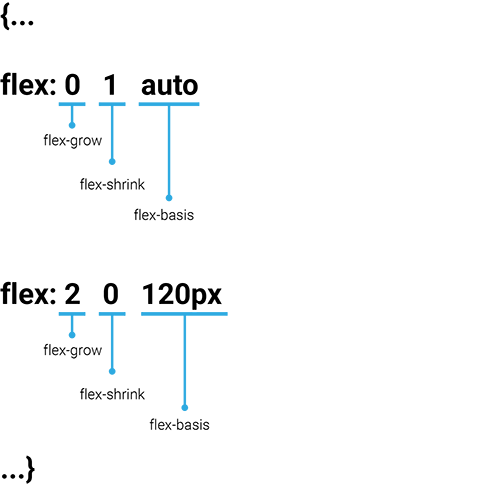 {...
flex: 0 1 auto
flex-grow
flex-shrink
flex-basis
flex: 2 0 120px
flex-grow
flex-shrink
flex-basis
...}